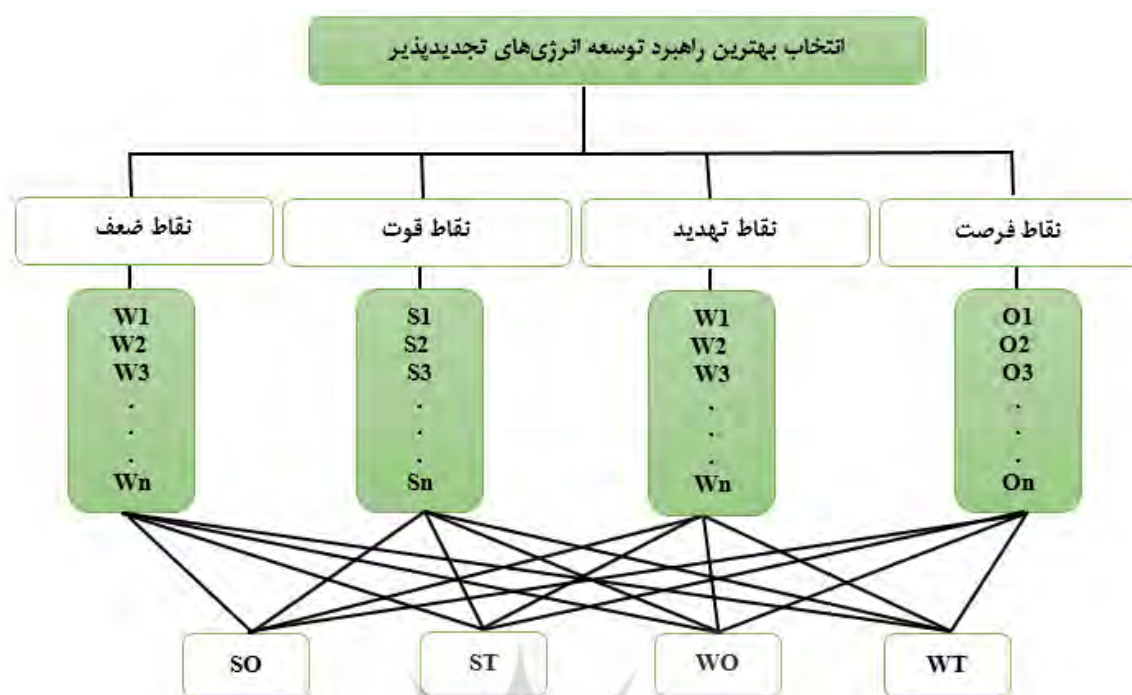 انتخاب بهترین راهبرد توسعه انرژی‌های تجدیدپذیر
نقاط فرصت
نقاط تهدید
نقاط قوت
نقاط ضعف
O1
O2
O3
.
.
.
On
W1
W2
W3
.
.
.
Wn
S1
S2
S3
.
.
.
Sn
W1
W2
W3
.
.
.
Wn
SO
ST
WO
WT